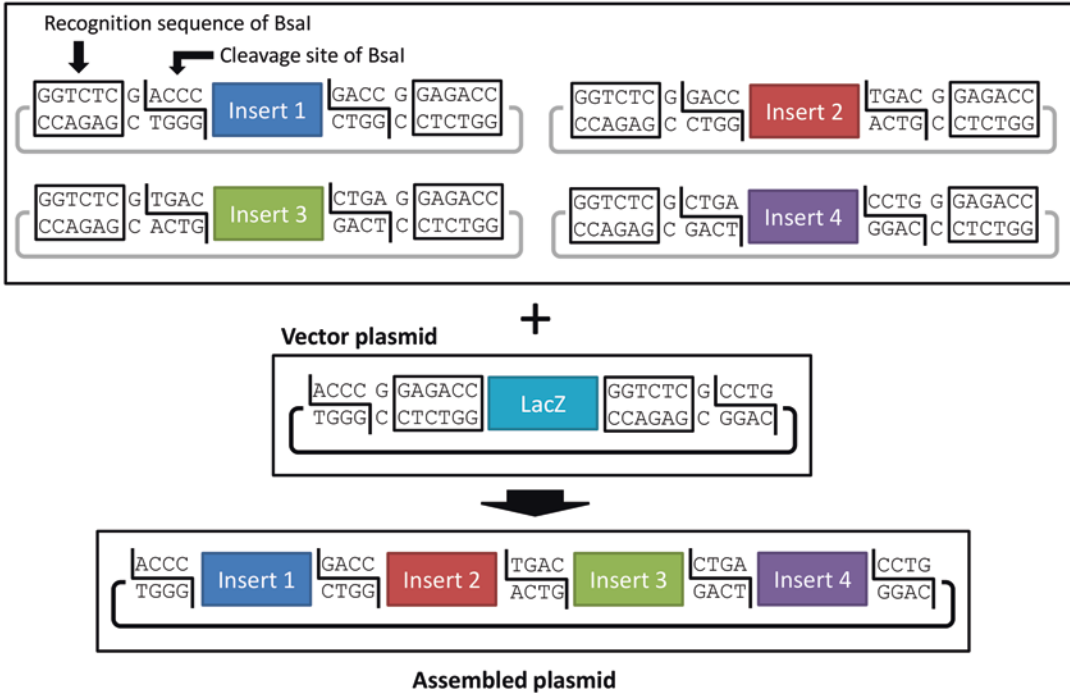 Recognition sequence of BsaI
Cleavage site of BsaI
GGTCTC G ACCC Insert 1 GACC G GAGACC
CCAGAG C TGGG CTGG C CTCTGG
GGTCTC G GACC Insert 2 TGAC G GAGACC
CCAGAG C CTGG ACTG C CTCTGG
GGTCTC G TGAC Insert 3 CTGA G GAGACC
CCAGAG C ACTG GACT C CTCTGG
GGTCTC G CTGA Insert 4 CCTG G GAGACC
CCAGAG C GACT GGAC C CTCTGG
+
Vector plasmid
ACCC G GAGACC LacZ GGTCTC G CCTG
TGGG C CTCTGG CCAGAG C GGAC
ACCC Insert 1 GACC Insert 2 TGAC Insert 3 CTGA Insert 4 CCTG
TGGG CTGG ACTG GACT GGAC
Assembled plasmid